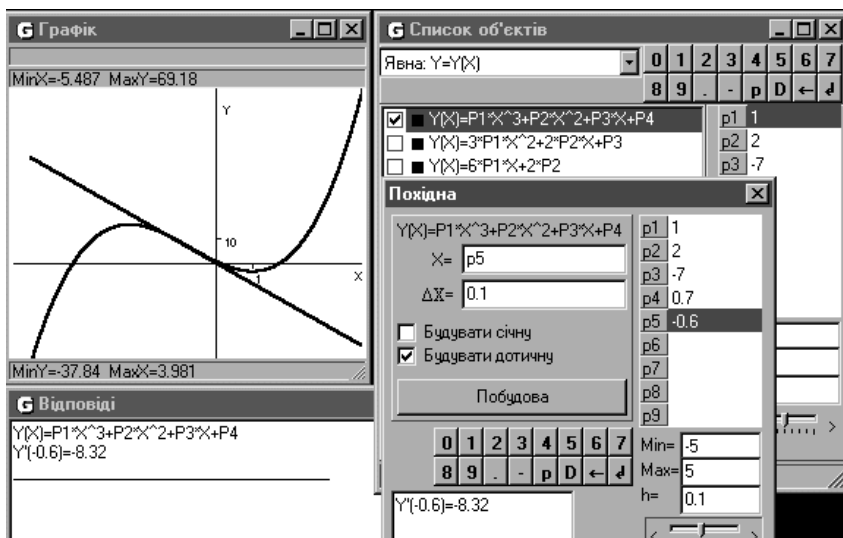 Графік
MinX=-5.487 MaxY=69.18
Y
10
1
X
MinY=-37.84 MaxX=3.981
Відповіді
Y(X)=P1*X^3+P2*X^2+P3*X+P4
Y'(-0.6)=-8.32
Список об'єктів
Явна: Y=Y(X)
0 1 2 3 4 5 6 7
8 9 . - p D ← ↲
Y(X)=P1*X^3+P2*X^2+P3*X+P4
Y(X)=3*P1*X^2+2*P2*X+P3
Y(X)=6*P1*X+2*P2
p1 1
p2 2
p3 -7
Похідна
Y(X)=P1*X^3+P2*X^2+P3*X+P4
X= p5
ΔX= 0.1
Будувати січну
Будувати дотичну
Побудова
p1 1
p2 2
p3 -7
p4 0.7
p5 -0.6
p6
p7
p8
p9
0 1 2 3 4 5 6 7
8 9 . - p D ← ↲
Min= -5
Max= 5
h= 0.1
Y'(-0.6)=-8.32